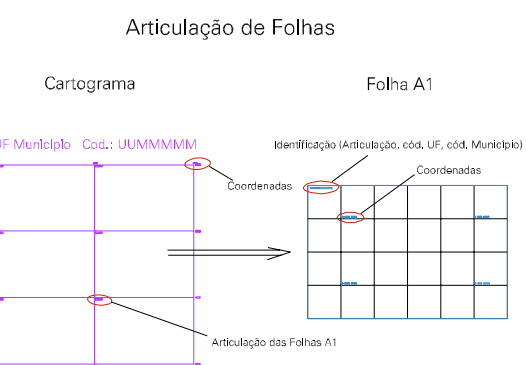 Articulação de Folhas
Cartograma
Folha A1
UF Município Cod.: UUMMMMM
Identificação (Articulação, cód. UF, cód. Município)
Coordenadas
Coordenadas
Articulação das Folhas A1